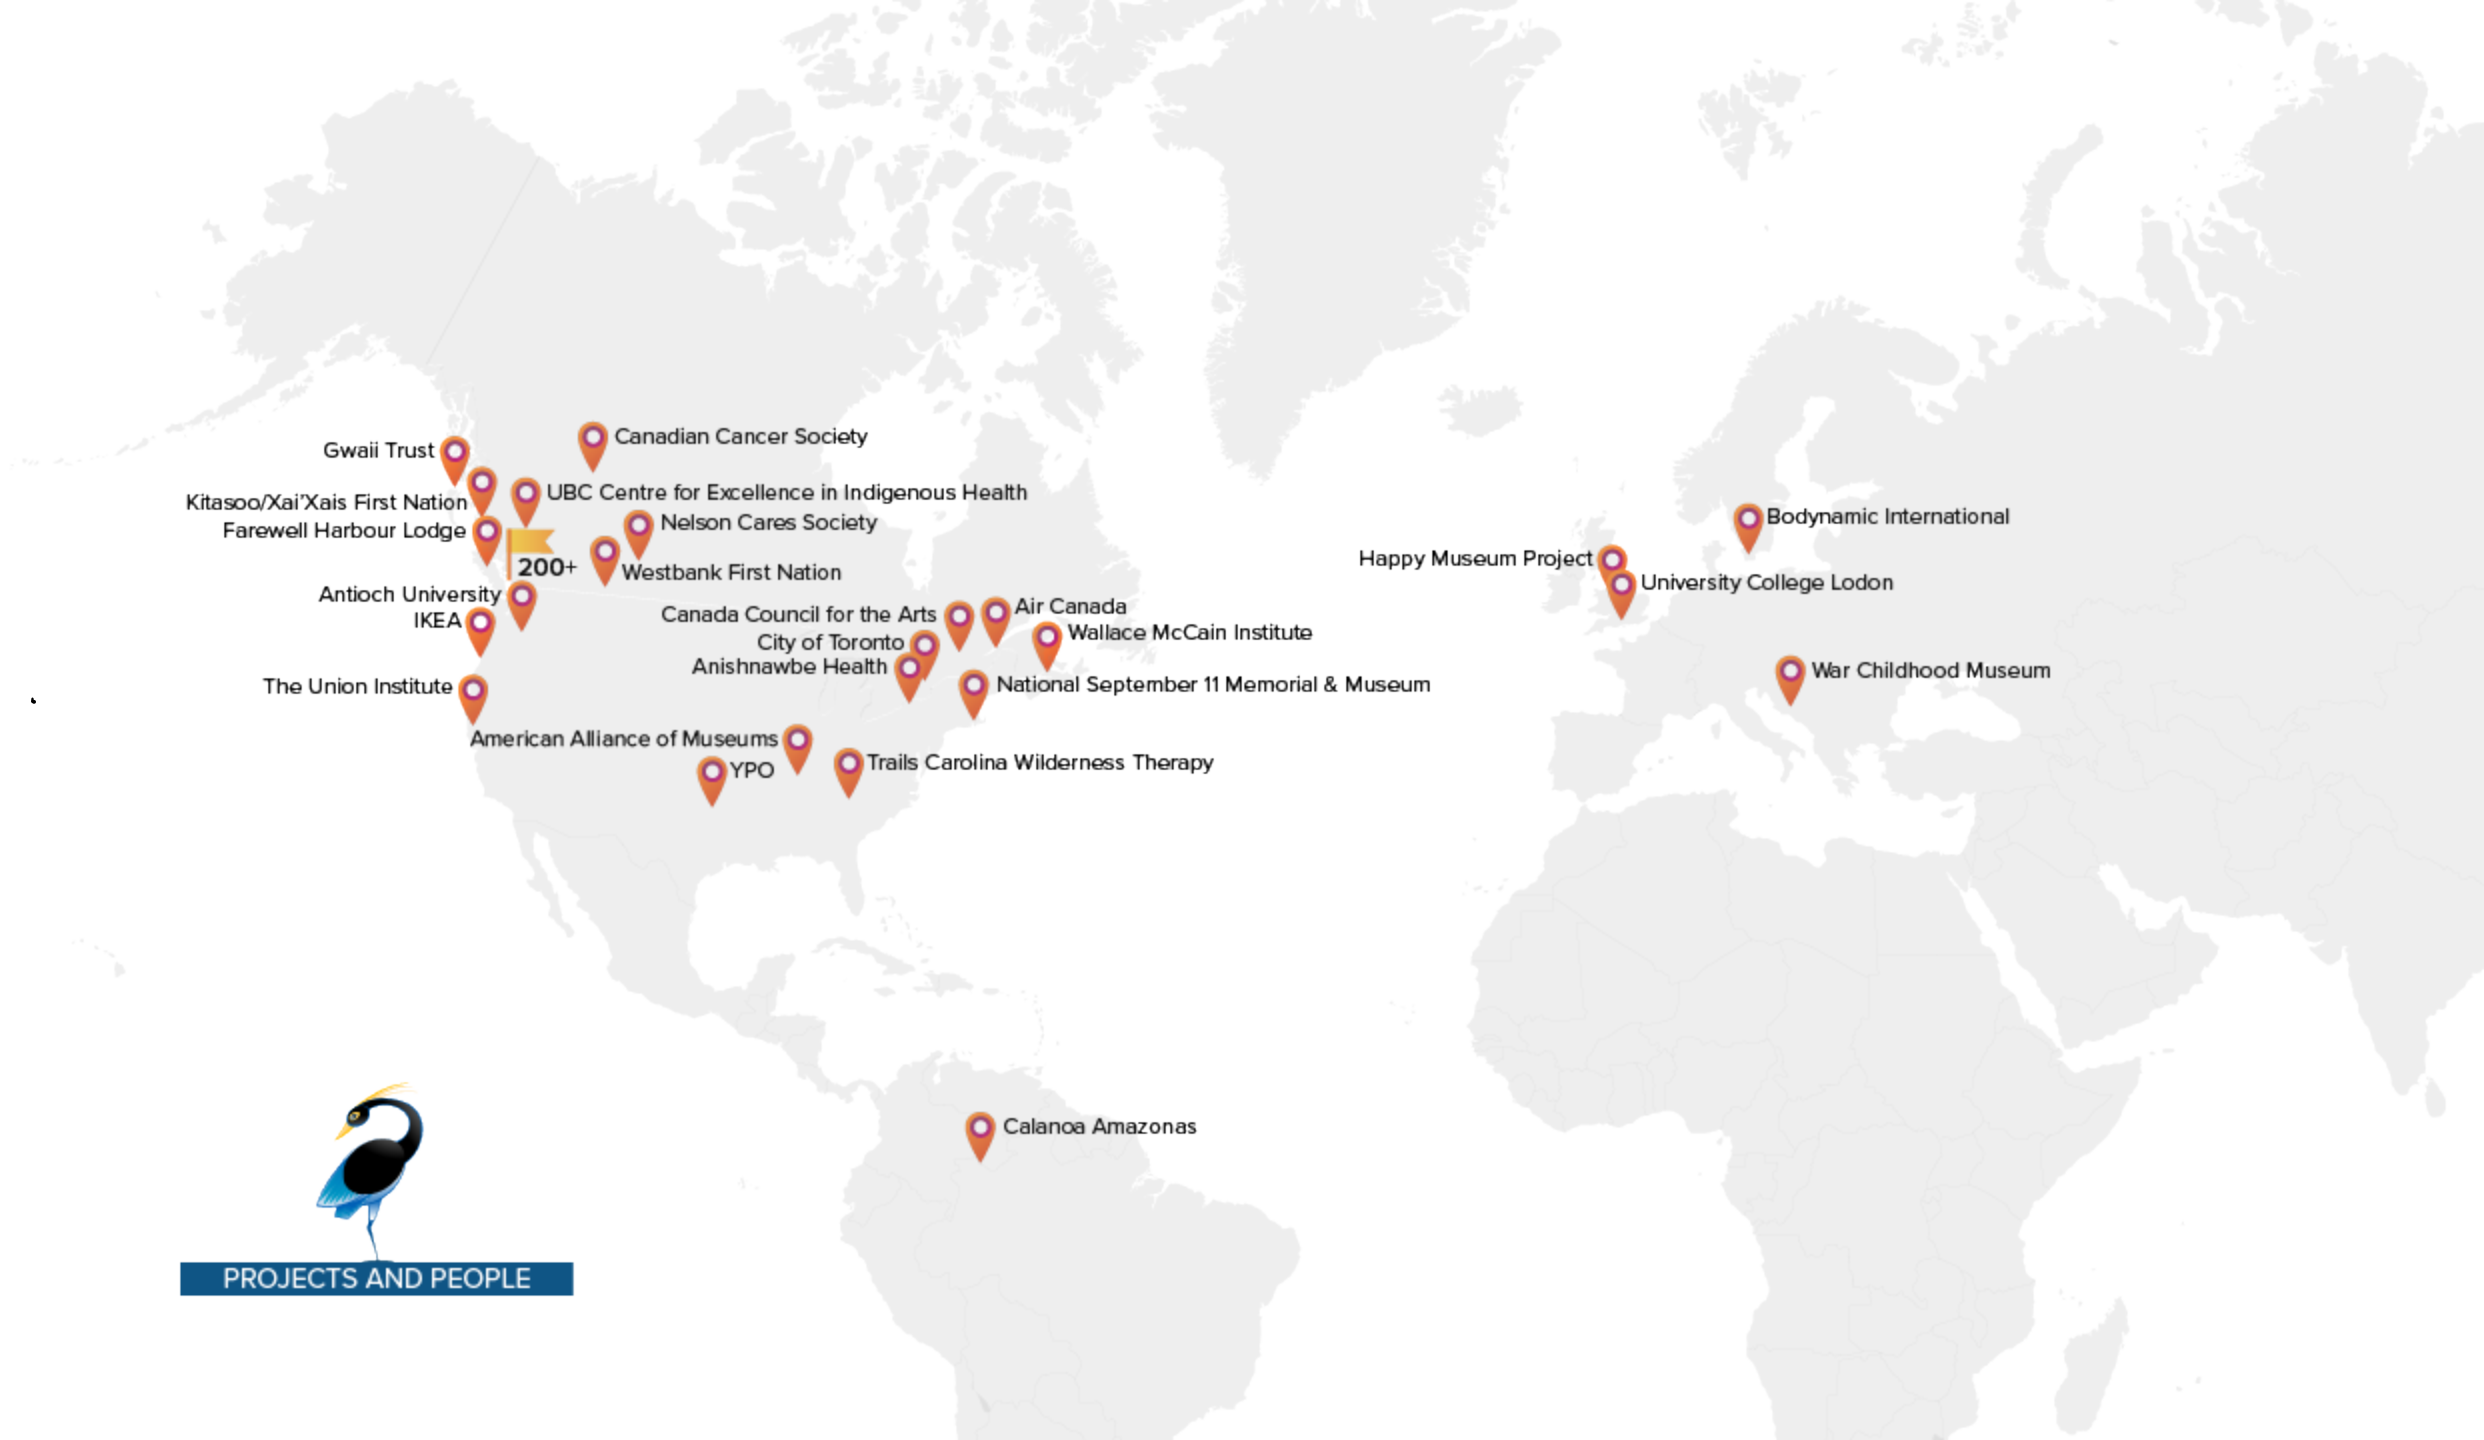 Canadian Cancer Society
Gwaii Trust
UBC Centre for Excellence in Indigenous Health
Kitasoo/Xai'Xais First Nation
Nelson Cares Society
Farewell Harbour Lodge
200+
Westbank First Nation
Antioch University
IKEA
Canada Council for the Arts
Air Canada
City of Toronto
Wallace McCain Institute
Anishnawbe Health
The Union Institute
National September 11 Memorial & Museum
American Alliance of Museums
YPO
Trails Carolina Wilderness Therapy
Bodynamic International
Happy Museum Project
University College Lodon
War Childhood Museum
Calanoa Amazonas
PROJECTS AND PEOPLE